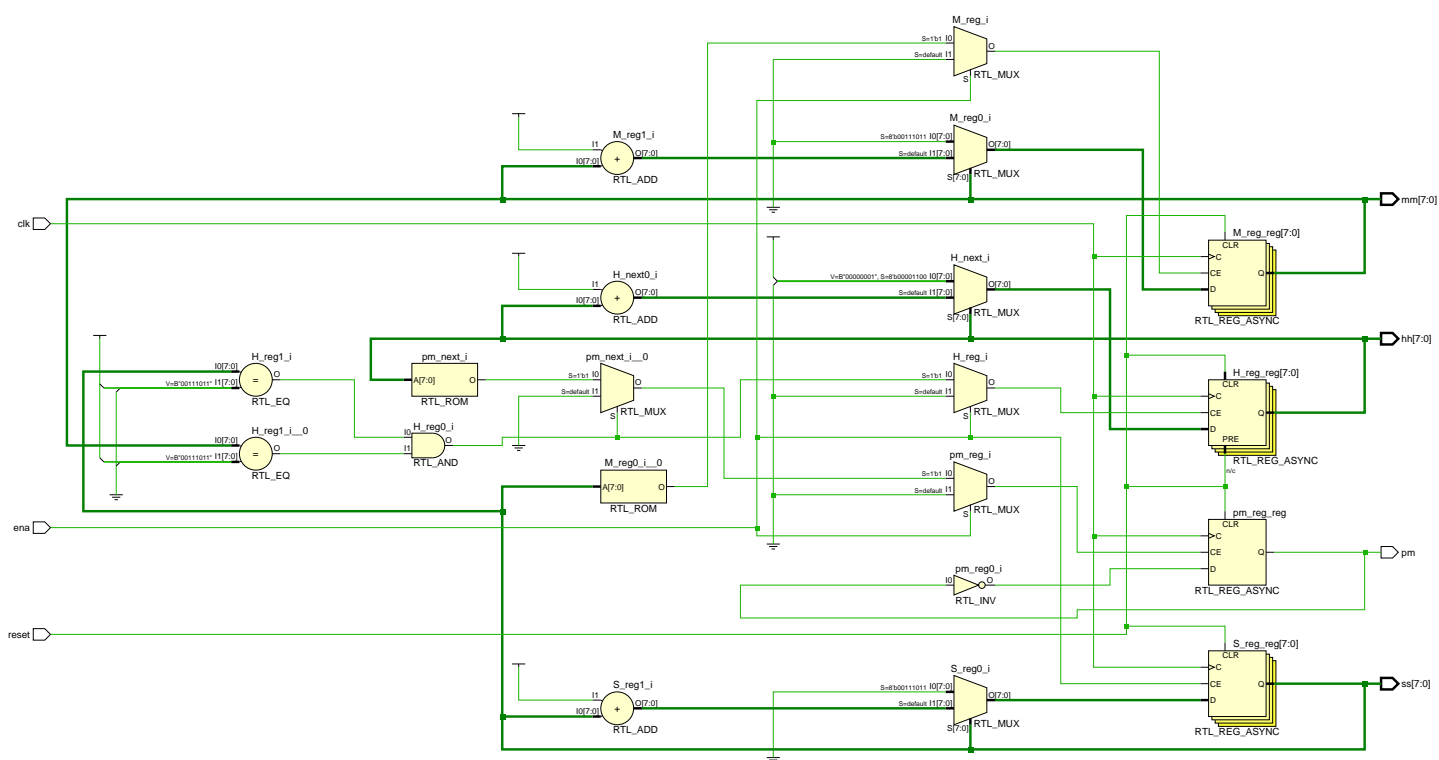 M_reg_i
S=1'b1 I0
S=default I1
O
S
RTL_MUX
M_reg1_i
I1
I0[7:0]
+
O[7:0]
RTL_ADD
M_reg0_i
S=8'b00111011 I0[7:0]
S=default I1[7:0]
O[7:0]
S[7:0]
RTL_MUX
mm[7:0]
clk
M_reg_reg[7:0]
CLR
C
CE
D
Q
RTL_REG_ASYNC
H_next0_i
I1
I0[7:0]
+
O[7:0]
RTL_ADD
H_next_i
V=B"00000001", S=8'b00001100 I0[7:0]
S=default I1[7:0]
O[7:0]
S[7:0]
RTL_MUX
hh[7:0]
H_reg1_i
I0[7:0]
V=B"00111011" I1[7:0]
=
O
RTL_EQ
pm_next_i
A[7:0]
O
RTL_ROM
pm_next_i__0
S=1'b1 I0
S=default I1
O
S
RTL_MUX
H_reg_i
S=1'b1 I0
S=default I1
O
S
RTL_MUX
H_reg_reg[7:0]
CLR
C
CE
D
Q
PRE
RTL_REG_ASYNC
n/c
H_reg1_i__0
I0[7:0]
V=B"00111011" I1[7:0]
=
O
RTL_EQ
H_reg0_i
I0
I1
O
RTL_AND
M_reg0_i__0
A[7:0]
O
RTL_ROM
pm_reg_i
S=1'b1 I0
S=default I1
O
S
RTL_MUX
ena
pm_reg_reg
CLR
C
CE
D
Q
RTL_REG_ASYNC
pm
pm_reg0_i
I0
O
RTL_INV
reset
S_reg_reg[7:0]
CLR
C
CE
D
Q
RTL_REG_ASYNC
S_reg1_i
I1
I0[7:0]
+
O[7:0]
RTL_ADD
S_reg0_i
S=8'b00111011 I0[7:0]
S=default I1[7:0]
O[7:0]
S[7:0]
RTL_MUX
ss[7:0]